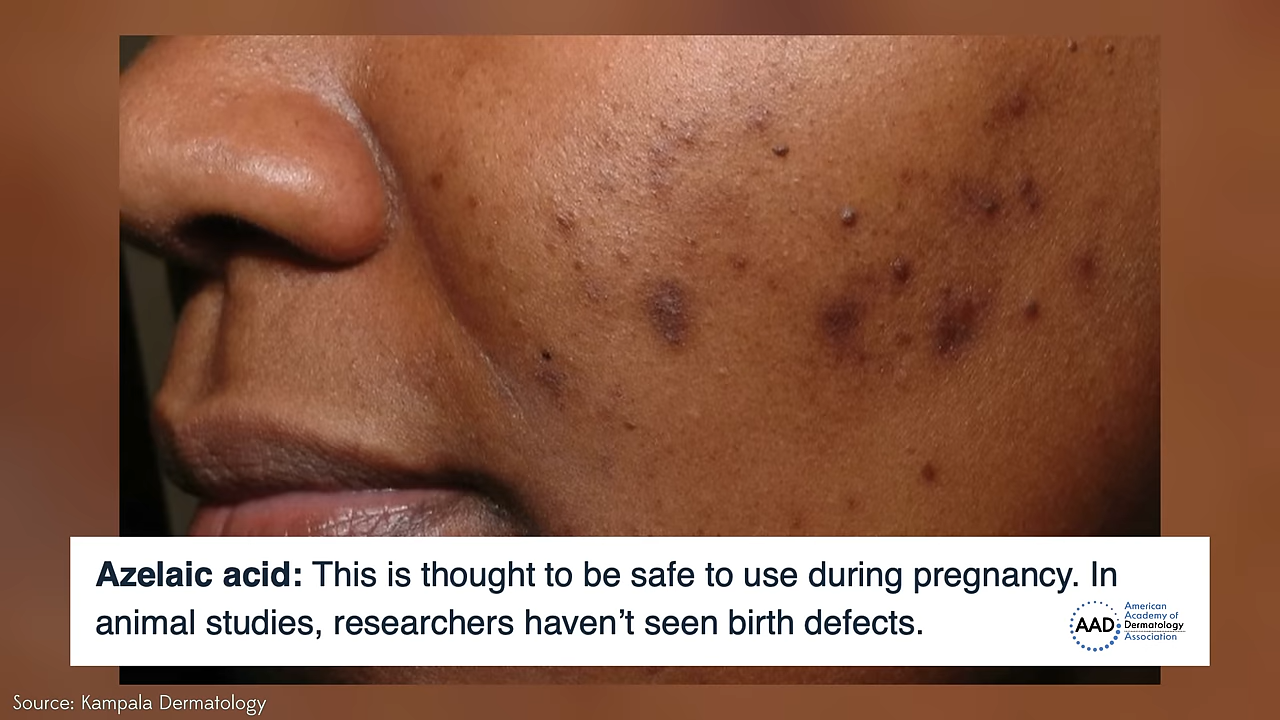 Azelaic acid: This is thought to be safe to use during pregnancy. In
animal studies, researchers haven’t seen birth defects.
AAD
American
Academy of
Dermatology
Association
Source: Kampala Dermatology